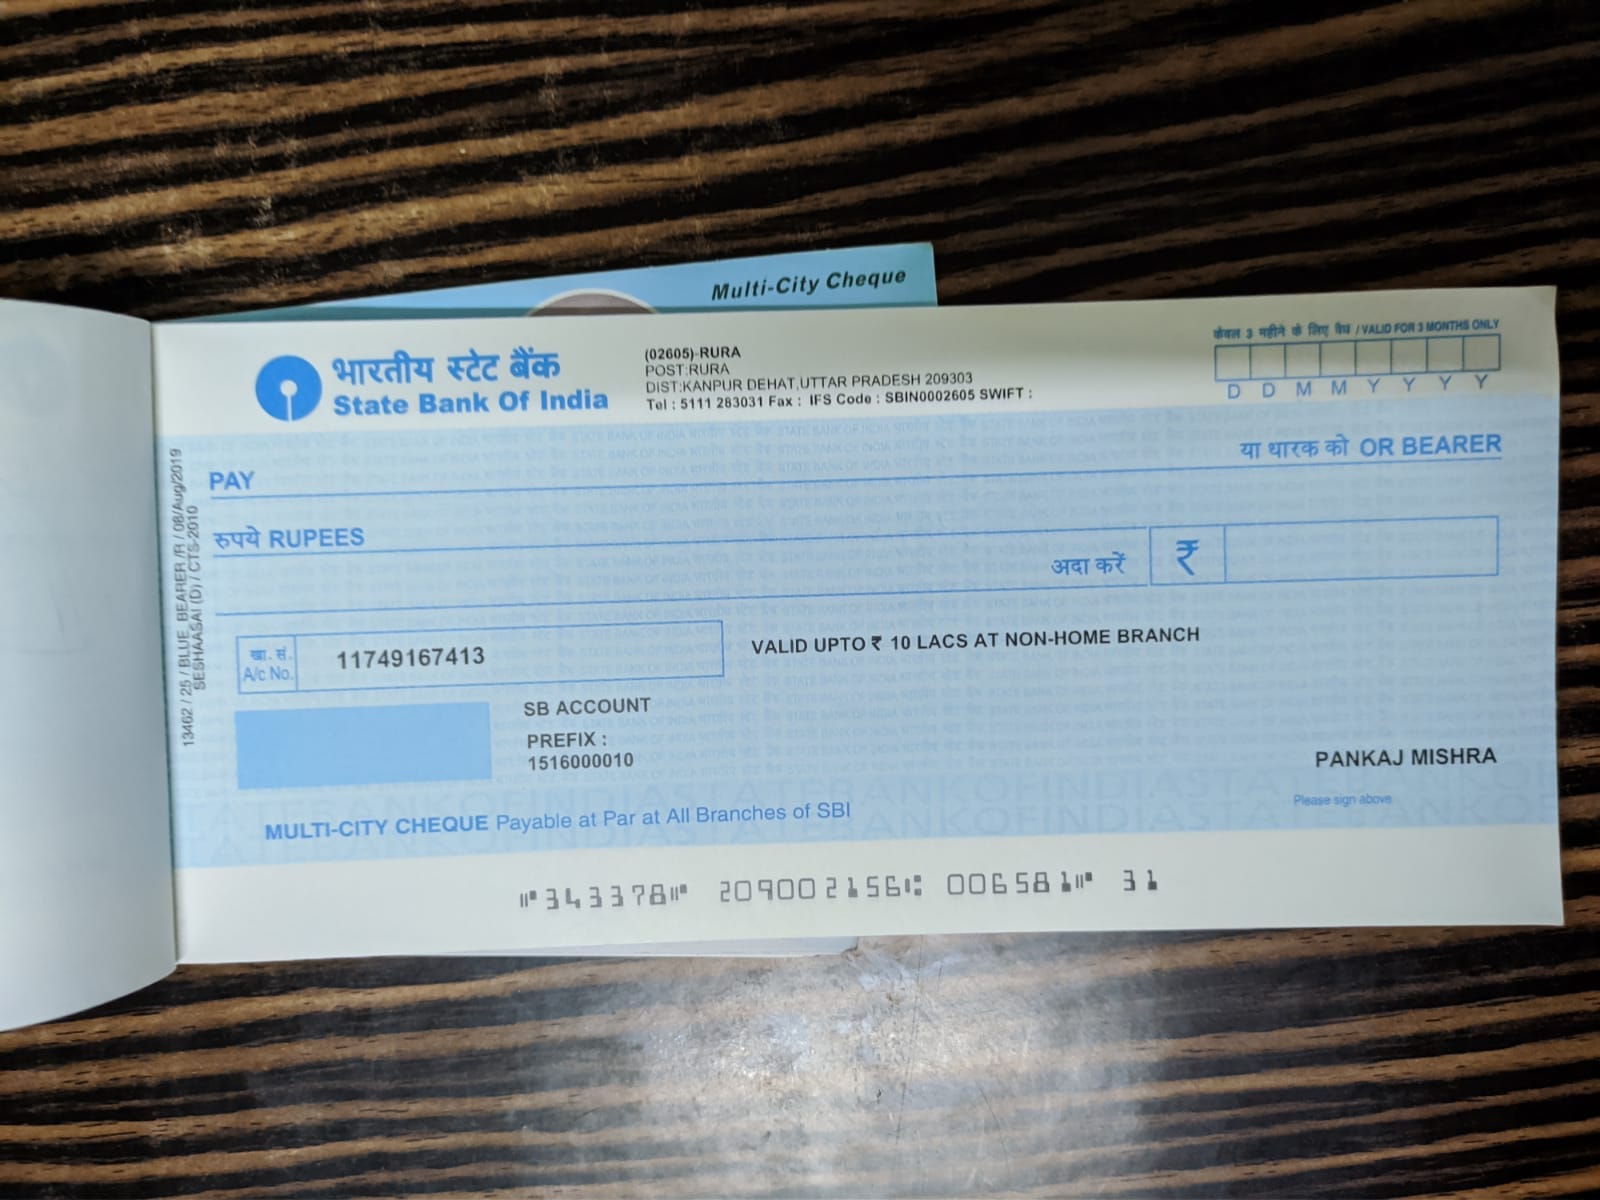 Multi-City Cheque
केवल 3 महीने के लिए वैध / VALID FOR 3 MONTHS ONLY
D D M M Y Y Y Y
भारतीय स्टेट बैंक
State Bank Of India
(02605)-RURA
POST:RURA
DIST:KANPUR DEHAT,UTTAR PRADESH 209303
Tel : 5111 283031 Fax : IFS Code : SBIN0002605 SWIFT :
PAY
या धारक को OR BEARER
रुपये RUPEES
अदा करें
₹
खा. सं.
A/c No.
11749167413
VALID UPTO ₹ 10 LACS AT NON-HOME BRANCH
SB ACCOUNT
PREFIX :
1516000010
PANKAJ MISHRA
Please sign above
MULTI-CITY CHEQUE Payable at Par at All Branches of SBI
⑈343378⑈ 209002156⑆ 006581⑈ 31
13462 / 25 / BLUE_BEARER /R / 08/Aug/2019
SESHAASAI (D) / CTS-2010